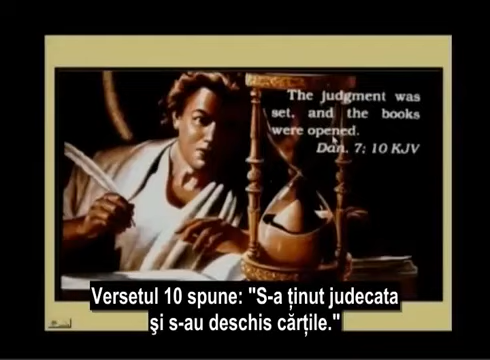 The judgment was
set, and the books
were opened.
Dan. 7; 10 KJV
Versetul 10 spune: "S-a ținut judecata
şi s-au deschis cărțile."